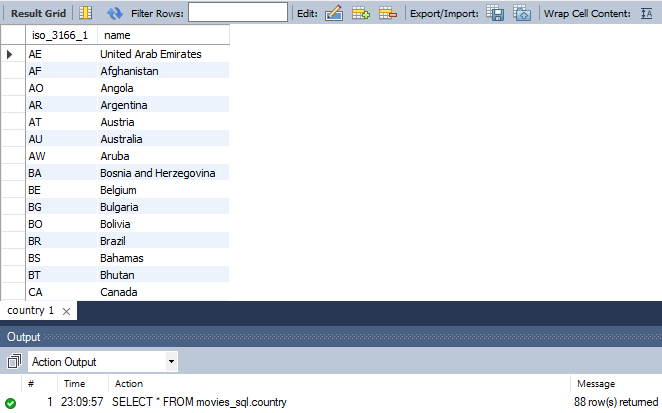 Result Grid Filter Rows: Edit: Export/Import: Wrap Cell Content:
iso_3166_1 name
AE United Arab Emirates
AF Afghanistan
AO Angola
AR Argentina
AT Austria
AU Australia
AW Aruba
BA Bosnia and Herzegovina
BE Belgium
BG Bulgaria
BO Bolivia
BR Brazil
BS Bahamas
BT Bhutan
CA Canada
country 1
Output
Action Output
# Time Action Message
1 23:09:57 SELECT * FROM movies_sql.country 88 row(s) returned